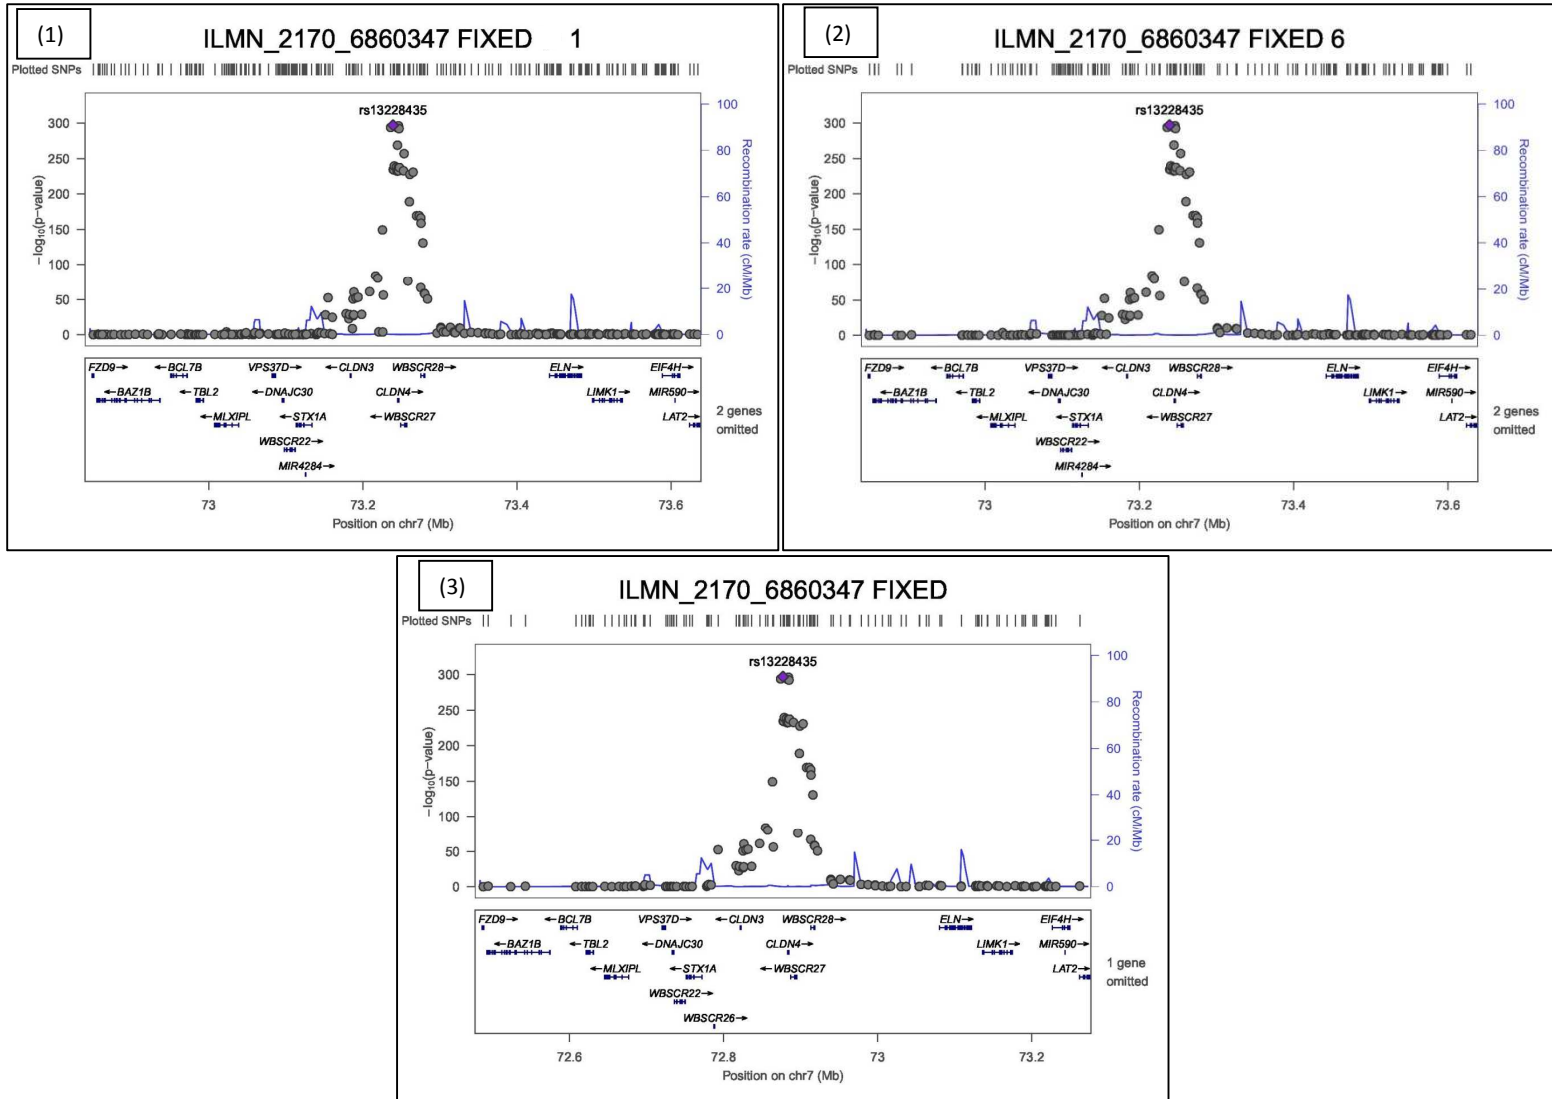 (1)
ILMN_2170_6860347 FIXED 1
Plotted SNPs
rs13228435
300
250
200
150
100
50
0
−log10(p−value)
100
80
60
40
20
0
Recombination rate (cM/Mb)
FZD9→ ←BCL7B VPS37D→ ←CLDN3 WBSCR28→ ELN→ EIF4H→
←BAZ1B ←TBL2 ←DNAJC30 CLDN4→ LIMK1→ MIR590→
←MLXIPL ←STX1A ←WBSCR27 LAT2→
WBSCR22→
MIR4284→
2 genes
omitted
73 73.2 73.4 73.6
Position on chr7 (Mb)
(2)
ILMN_2170_6860347 FIXED 6
Plotted SNPs
rs13228435
300
250
200
150
100
50
0
−log10(p−value)
100
80
60
40
20
0
Recombination rate (cM/Mb)
FZD9→ ←BCL7B VPS37D→ ←CLDN3 WBSCR28→ ELN→ EIF4H→
←BAZ1B ←TBL2 ←DNAJC30 CLDN4→ LIMK1→ MIR590→
←MLXIPL ←STX1A ←WBSCR27 LAT2→
WBSCR22→
MIR4284→
2 genes
omitted
73 73.2 73.4 73.6
Position on chr7 (Mb)
(3)
ILMN_2170_6860347 FIXED
Plotted SNPs
rs13228435
300
250
200
150
100
50
0
−log10(p−value)
100
80
60
40
20
0
Recombination rate (cM/Mb)
FZD9→ ←BCL7B VPS37D→ ←CLDN3 WBSCR28→ ELN→ EIF4H→
←BAZ1B ←TBL2 ←DNAJC30 CLDN4→ LIMK1→ MIR590→
←MLXIPL ←STX1A ←WBSCR27 LAT2→
WBSCR22→
WBSCR26→
1 gene
omitted
72.6 72.8 73 73.2
Position on chr7 (Mb)